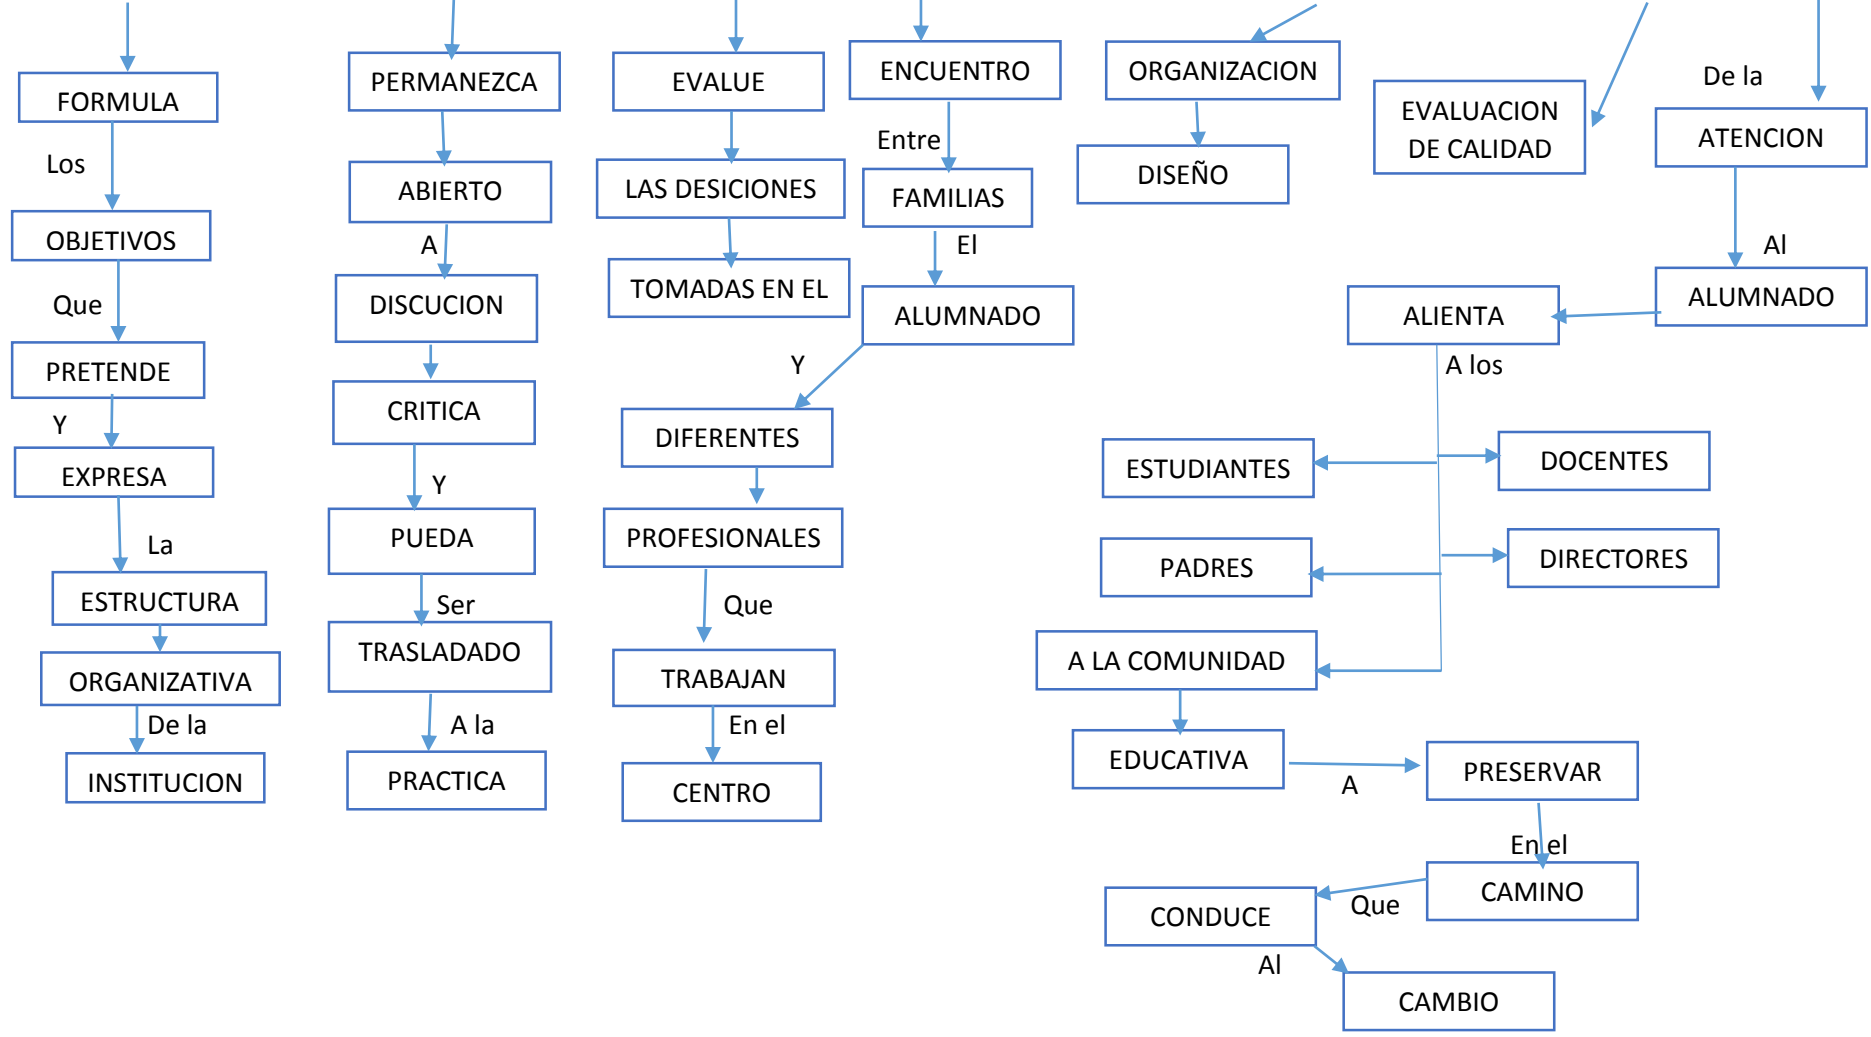 FORMULA
Los
OBJETIVOS
Que
PRETENDE
Y
EXPRESA
La
ESTRUCTURA
ORGANIZATIVA
De la
INSTITUCION
PERMANEZCA
ABIERTO
A
DISCUCION
CRITICA
Y
PUEDA
Ser
TRASLADADO
A la
PRACTICA
EVALUE
LAS DESICIONES
TOMADAS EN EL
ENCUENTRO
Entre
FAMILIAS
El
ALUMNADO
Y
DIFERENTES
PROFESIONALES
Que
TRABAJAN
En el
CENTRO
ORGANIZACION
DISEÑO
EVALUACION
DE CALIDAD
De la
ATENCION
Al
ALUMNADO
ALIENTA
A los
ESTUDIANTES
DOCENTES
PADRES
DIRECTORES
A LA COMUNIDAD
EDUCATIVA
A
PRESERVAR
En el
CAMINO
Que
CONDUCE
Al
CAMBIO